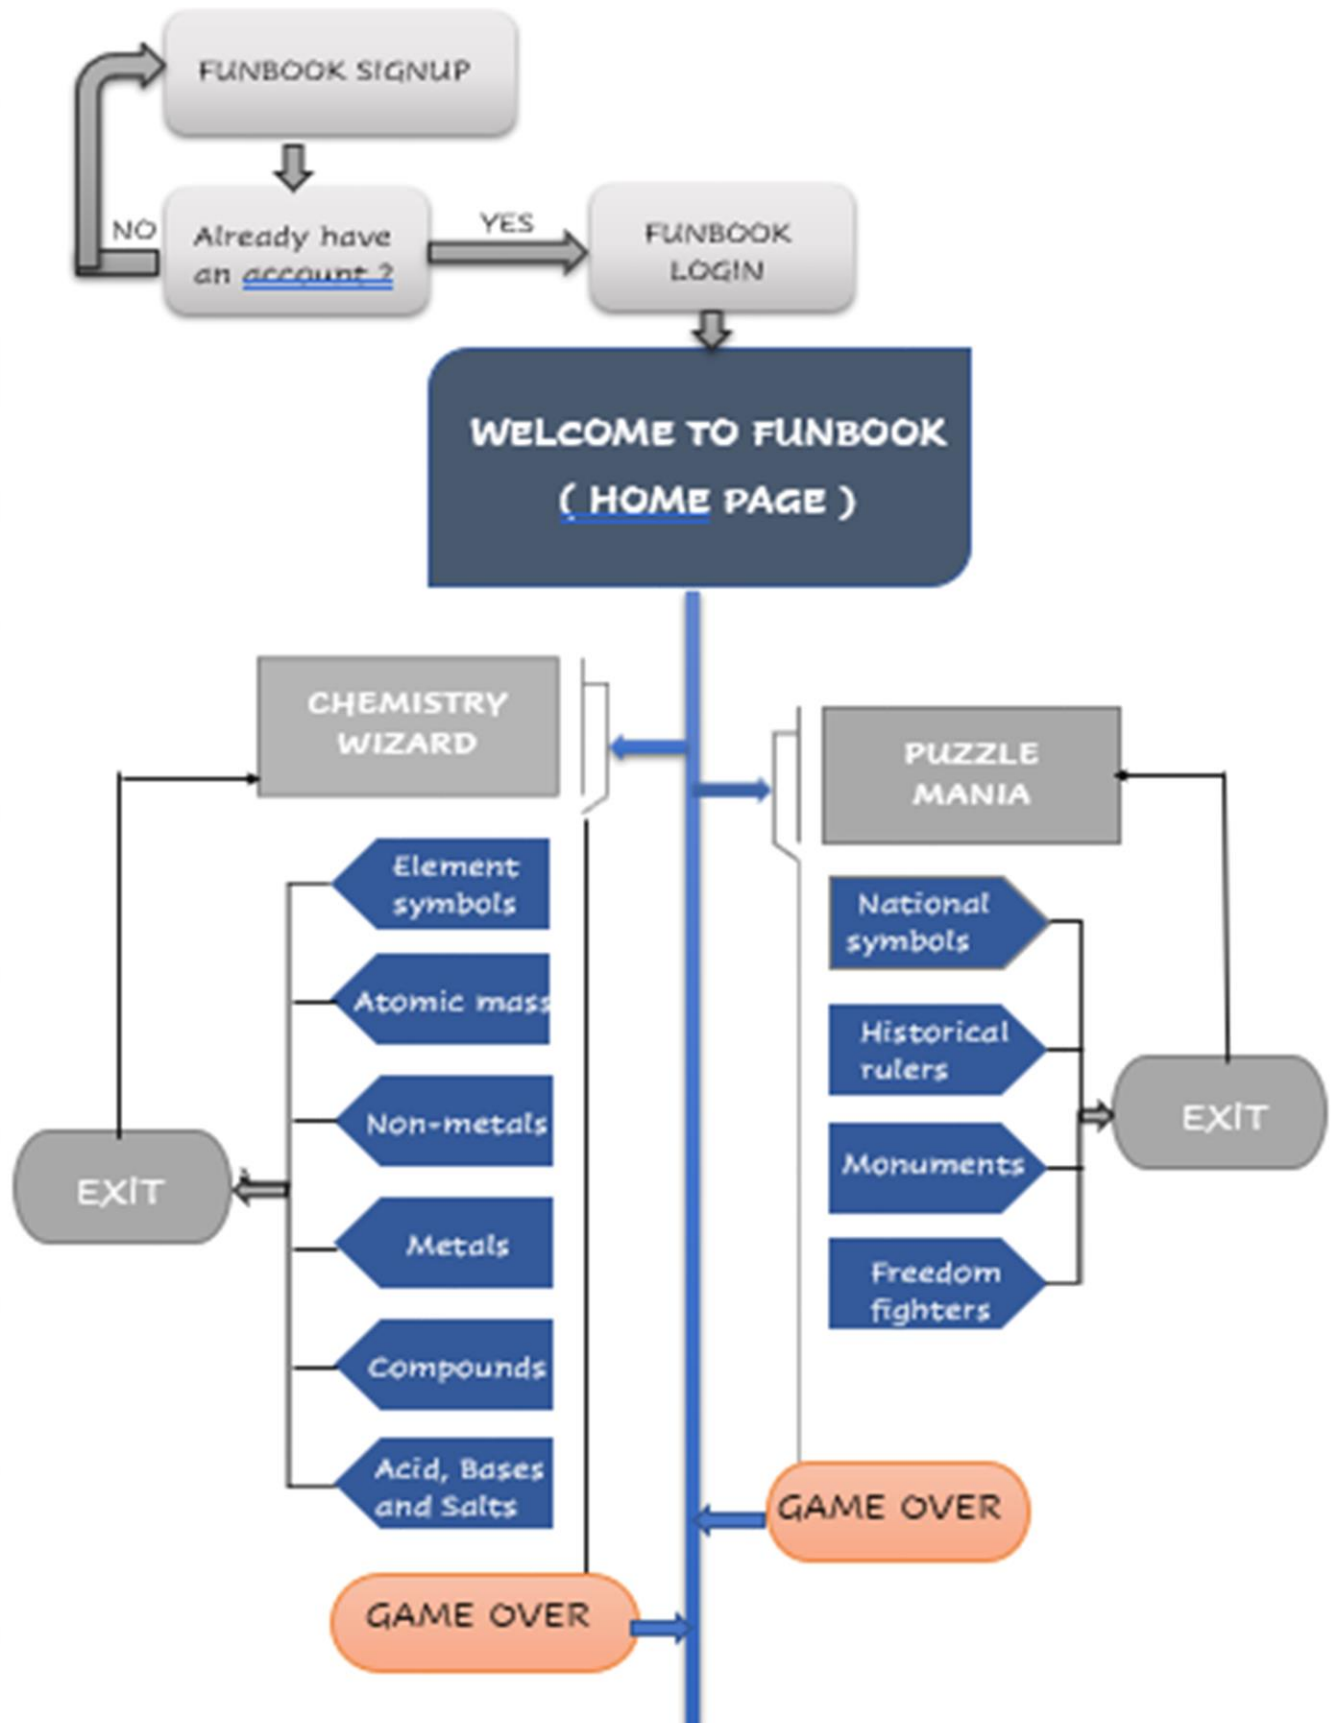 FUNBOOK SIGNUP
NO
Already have
an account ?
YES
FUNBOOK
LOGIN
WELCOME TO FUNBOOK
( HOME PAGE )
CHEMISTRY
WIZARD
Element
symbols
Atomic mass
Non-metals
Metals
Compounds
Acid, Bases
and Salts
EXIT
GAME OVER
PUZZLE
MANIA
National
symbols
Historical
rulers
Monuments
Freedom
fighters
EXIT
GAME OVER